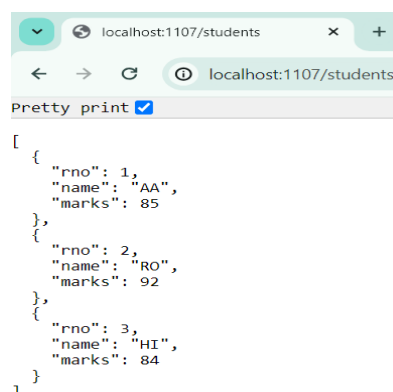 localhost:1107/students
localhost:1107/students
Pretty print
[
  {
    "rno": 1,
    "name": "AA",
    "marks": 85
  },
  {
    "rno": 2,
    "name": "RO",
    "marks": 92
  },
  {
    "rno": 3,
    "name": "HI",
    "marks": 84
  }
]